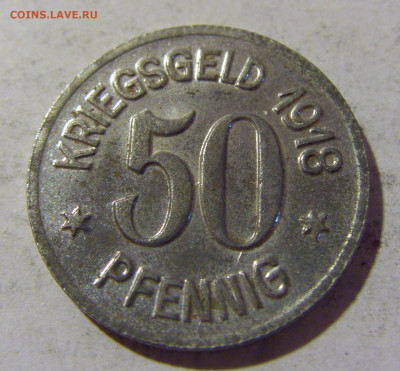 COINS.LAVE.RU
KRIEGSGELD 1918
50
PFENNIG